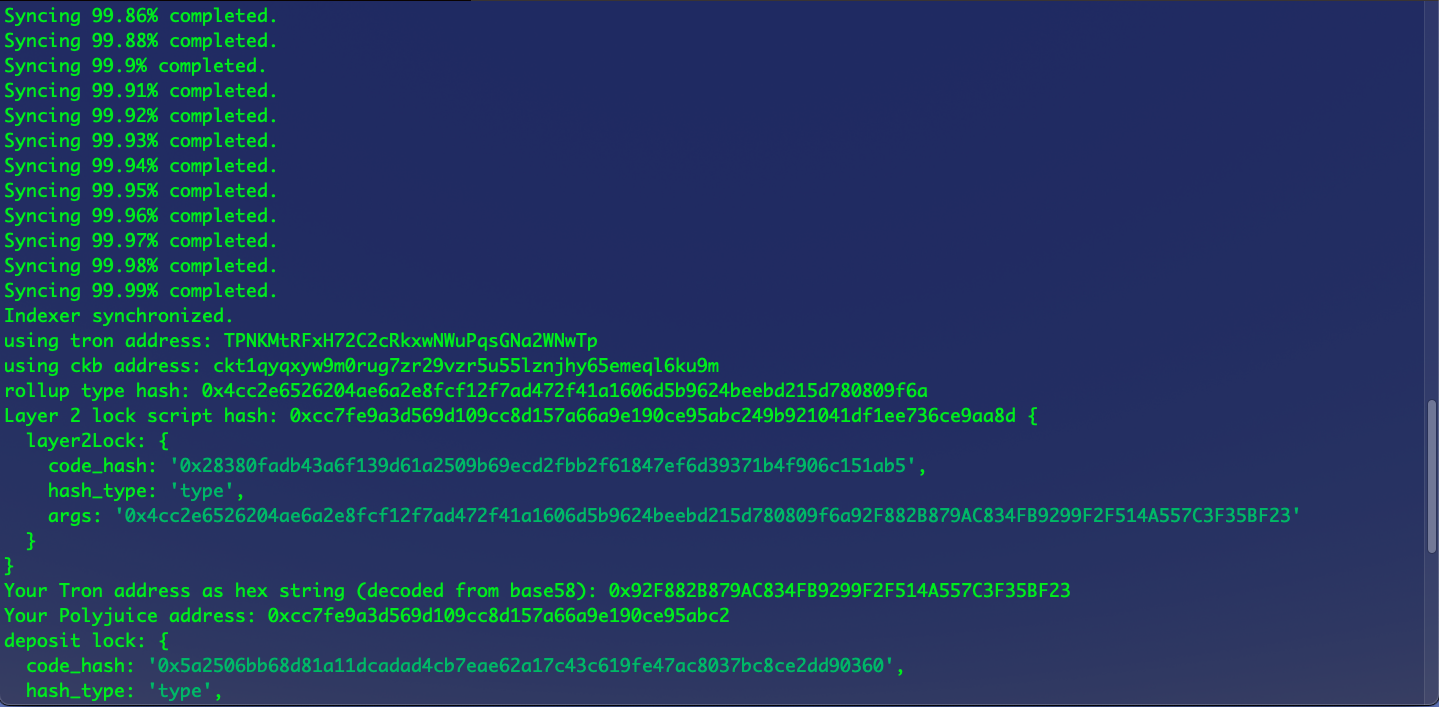 Syncing 99.86% completed.
Syncing 99.88% completed.
Syncing 99.9% completed.
Syncing 99.91% completed.
Syncing 99.92% completed.
Syncing 99.93% completed.
Syncing 99.94% completed.
Syncing 99.95% completed.
Syncing 99.96% completed.
Syncing 99.97% completed.
Syncing 99.98% completed.
Syncing 99.99% completed.
Indexer synchronized.
using tron address: TPNKMtRFxH72C2cRkxwNWuPqsGNa2WNwTp
using ckb address: ckt1qyqxyw9m0rug7zr29vzr5u55lznjhy65emeql6ku9m
rollup type hash: 0x4cc2e6526204ae6a2e8fcf12f7ad472f41a1606d5b9624beebd215d780809f6a
Layer 2 lock script hash: 0xcc7fe9a3d569d109cc8d157a66a9e190ce95abc249b921041df1ee736ce9aa8d {
  layer2Lock: {
    code_hash: '0x28380fadb43a6f139d61a2509b69ecd2fbb2f61847ef6d39371b4f906c151ab5',
    hash_type: 'type',
    args: '0x4cc2e6526204ae6a2e8fcf12f7ad472f41a1606d5b9624beebd215d780809f6a92F882B879AC834FB9299F2F514A557C3F35BF23'
  }
}
Your Tron address as hex string (decoded from base58): 0x92F882B879AC834FB9299F2F514A557C3F35BF23
Your Polyjuice address: 0xcc7fe9a3d569d109cc8d157a66a9e190ce95abc2
deposit lock: {
  code_hash: '0x5a2506bb68d81a11dcadad4cb7eae62a17c43c619fe47ac8037bc8ce2dd90360',
  hash_type: 'type',